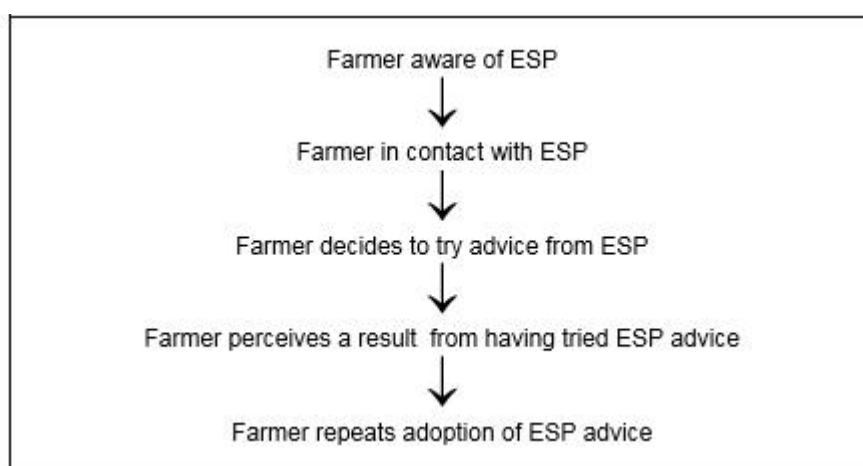 Farmer aware of ESP
Farmer in contact with ESP
Farmer decides to try advice from ESP
Farmer perceives a result from having tried ESP advice
Farmer repeats adoption of ESP advice